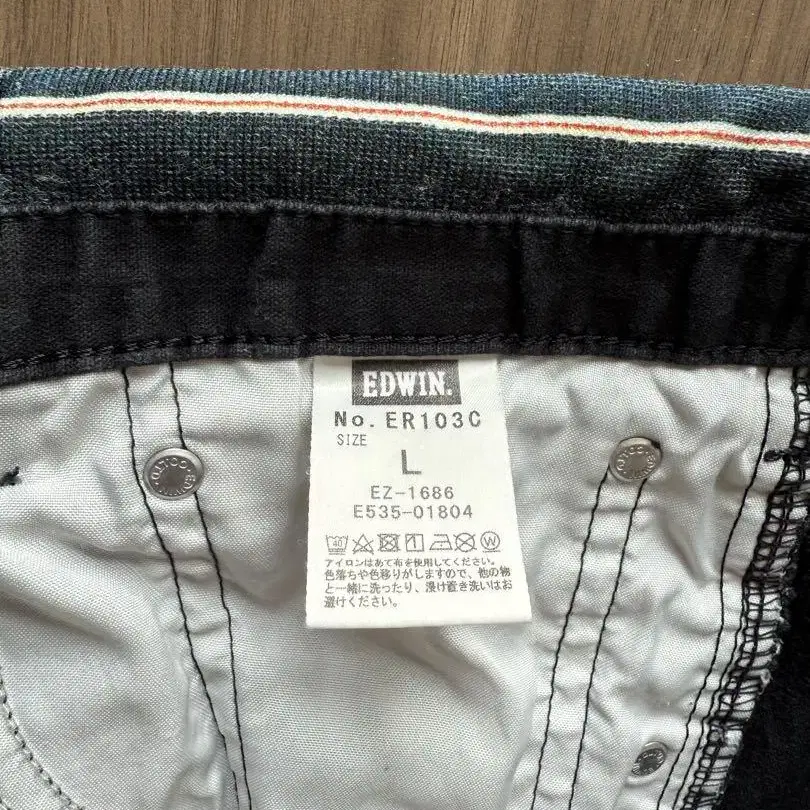 EDWIN.
No. ER103C
SIZE
L
EZ-1686
E535-01804
40
W
アイロンはあて布を使用してください。
色落ちや色移りがしますので、他の物
と一緒に洗ったり、浸け置き洗いはお
避けください。